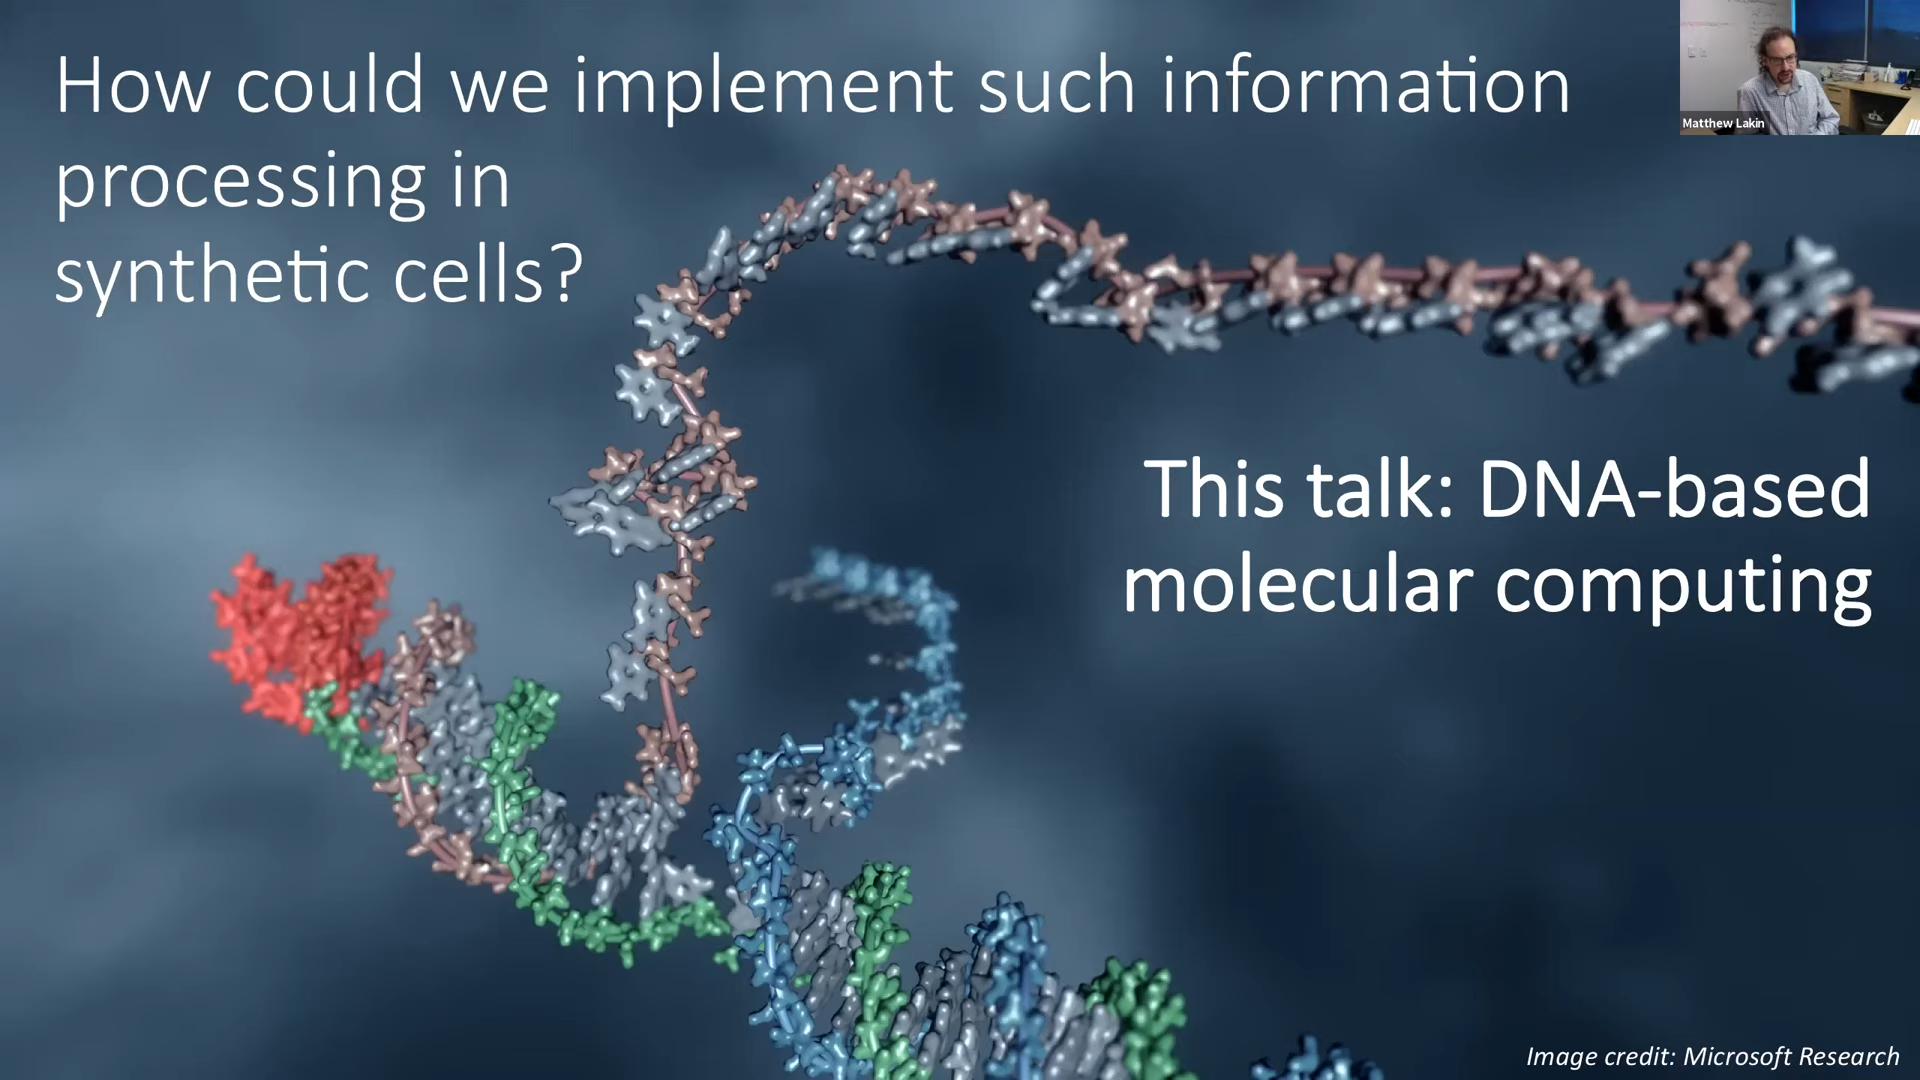 How could we implement such information
processing in
synthetic cells?
Matthew Lakin
This talk: DNA-based
molecular computing
Image credit: Microsoft Research